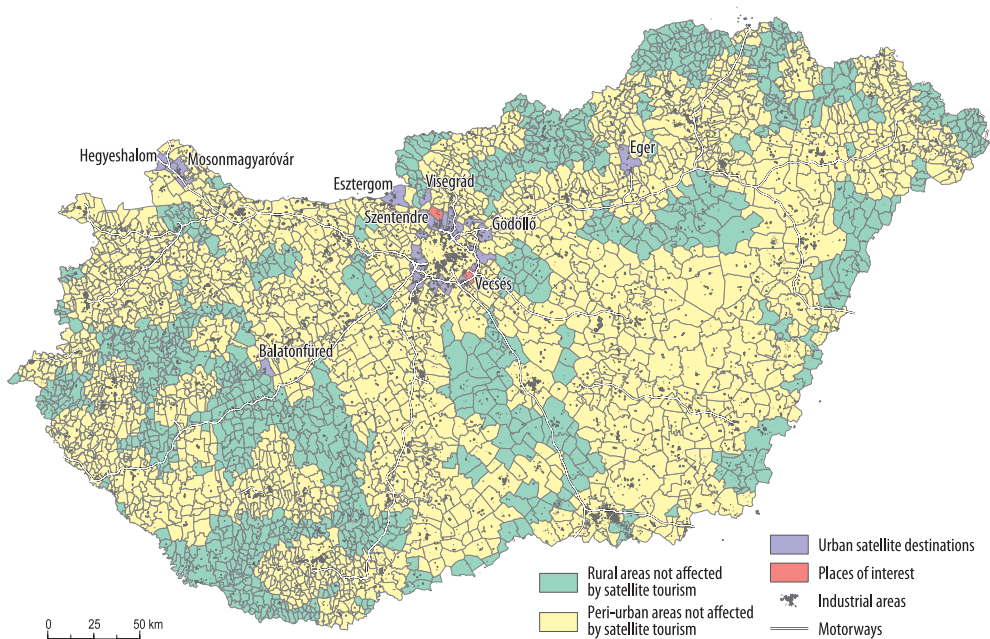 Hegyeshalom
Mosonmagyaróvár
Esztergom
Visegrád
Eger
Szentendre
Gödöllő
Vecsés
Balatonfüred
Rural areas not affected
by satellite tourism
Peri-urban areas not affected
by satellite tourism
Urban satellite destinations
Places of interest
Industrial areas
Motorways
0 25 50 km